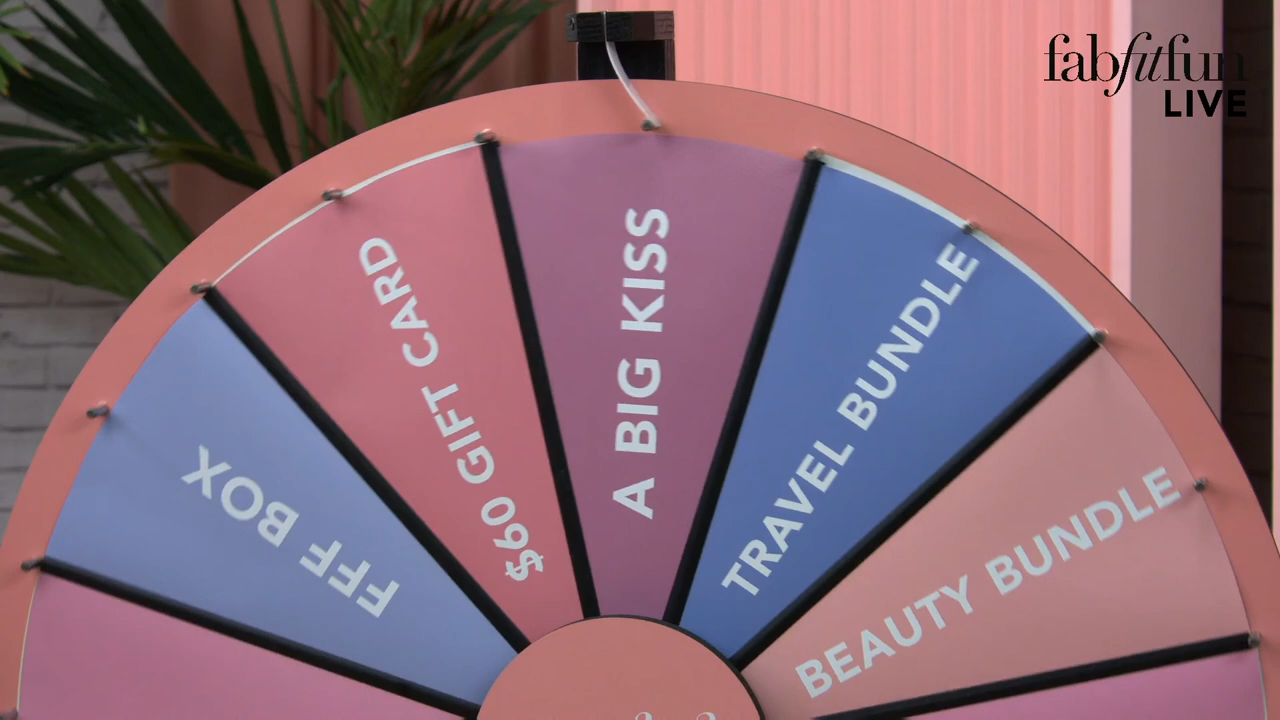 fabfitfun
LIVE
FFF BOX
$60 GIFT CARD
A BIG KISS
TRAVEL BUNDLE
BEAUTY BUNDLE